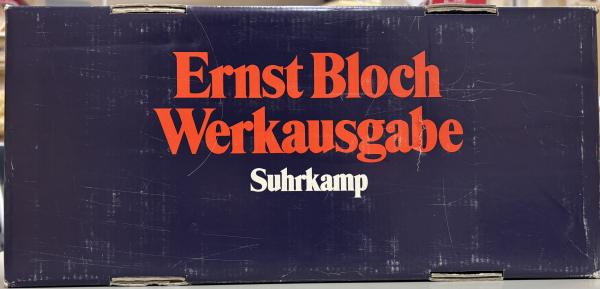 Ernst Bloch
Werkausgabe
Suhrkamp